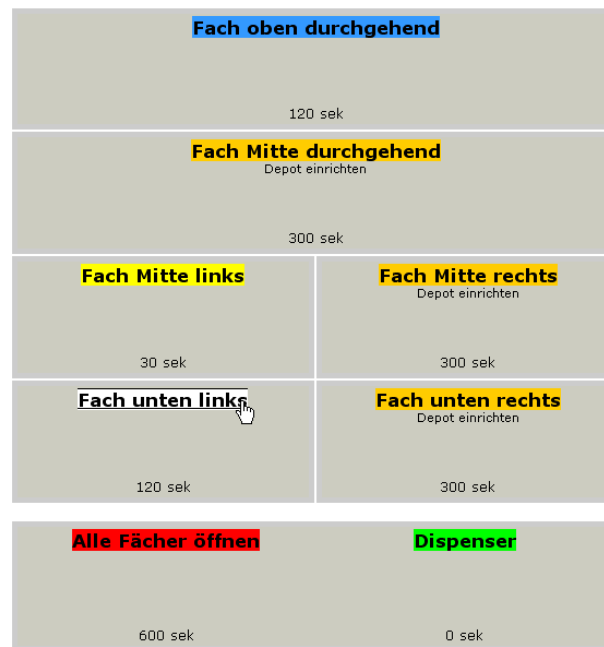 Fach oben durchgehend
120 sek
Fach Mitte durchgehend
Depot einrichten
300 sek
Fach Mitte links
Fach Mitte rechts
Depot einrichten
30 sek
300 sek
Fach unten links
Fach unten rechts
Depot einrichten
120 sek
300 sek
Alle Fächer öffnen
Dispenser
600 sek
0 sek